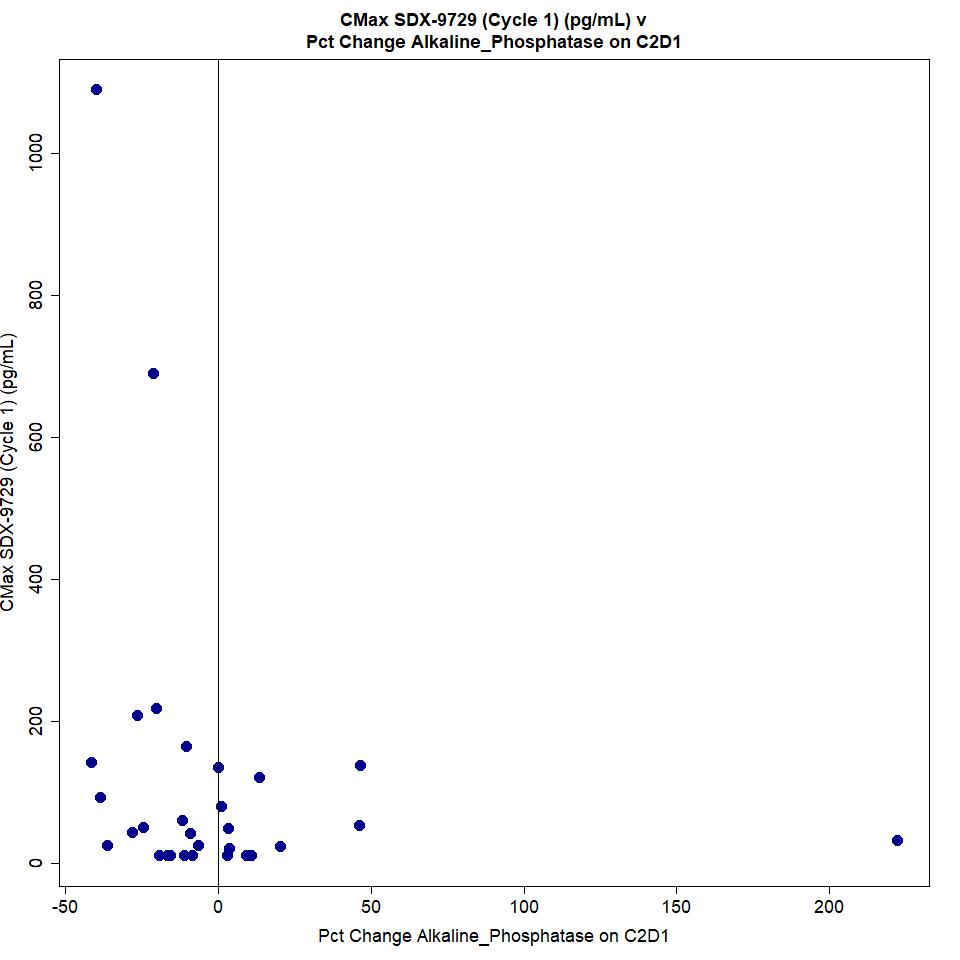 CMax SDX-9729 (Cycle 1) (pg/mL) v
Pct Change Alkaline_Phosphatase on C2D1
CMax SDX-9729 (Cycle 1) (pg/mL)
1000
800
600
400
200
0
-50 0 50 100 150 200
Pct Change Alkaline_Phosphatase on C2D1